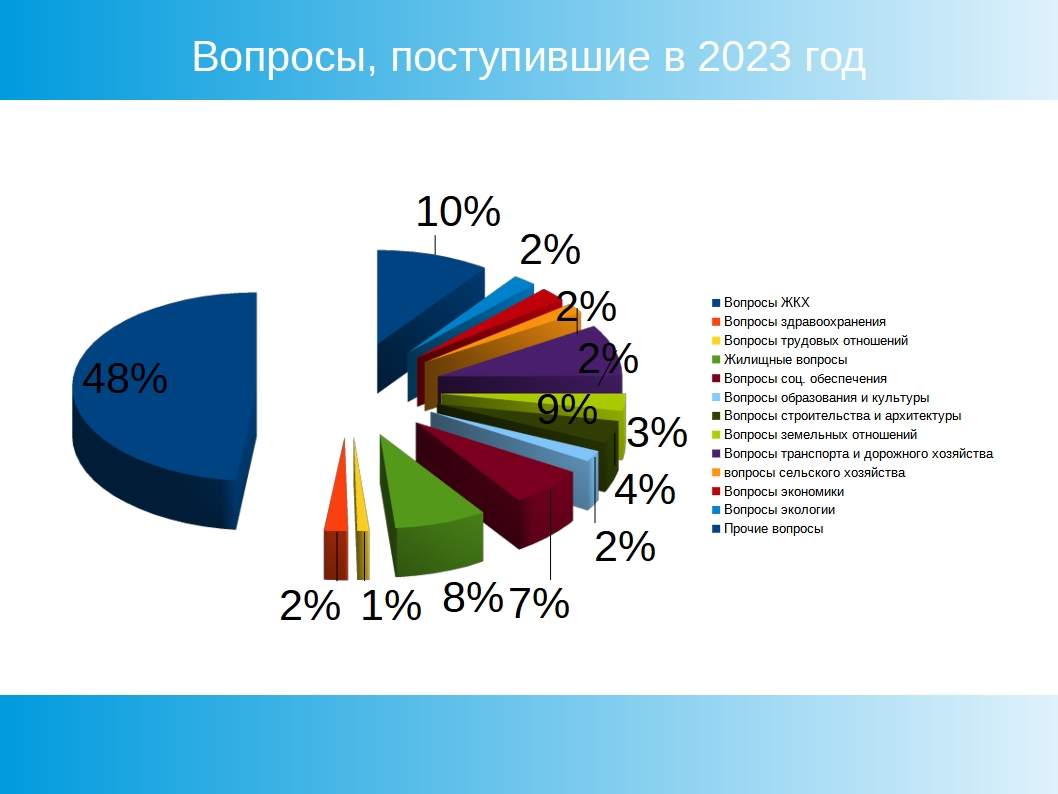 Вопросы, поступившие в 2023 год
10%
2%
2%
2%
48%
9%
3%
4%
2%
2%
1%
8%
7%
Вопросы ЖКХ
Вопросы здравоохранения
Вопросы трудовых отношений
Жилищные вопросы
Вопросы соц. обеспечения
Вопросы образования и культуры
Вопросы строительства и архитектуры
Вопросы земельных отношений
Вопросы транспорта и дорожного хозяйства
вопросы сельского хозяйства
Вопросы экономики
Вопросы экологии
Прочие вопросы